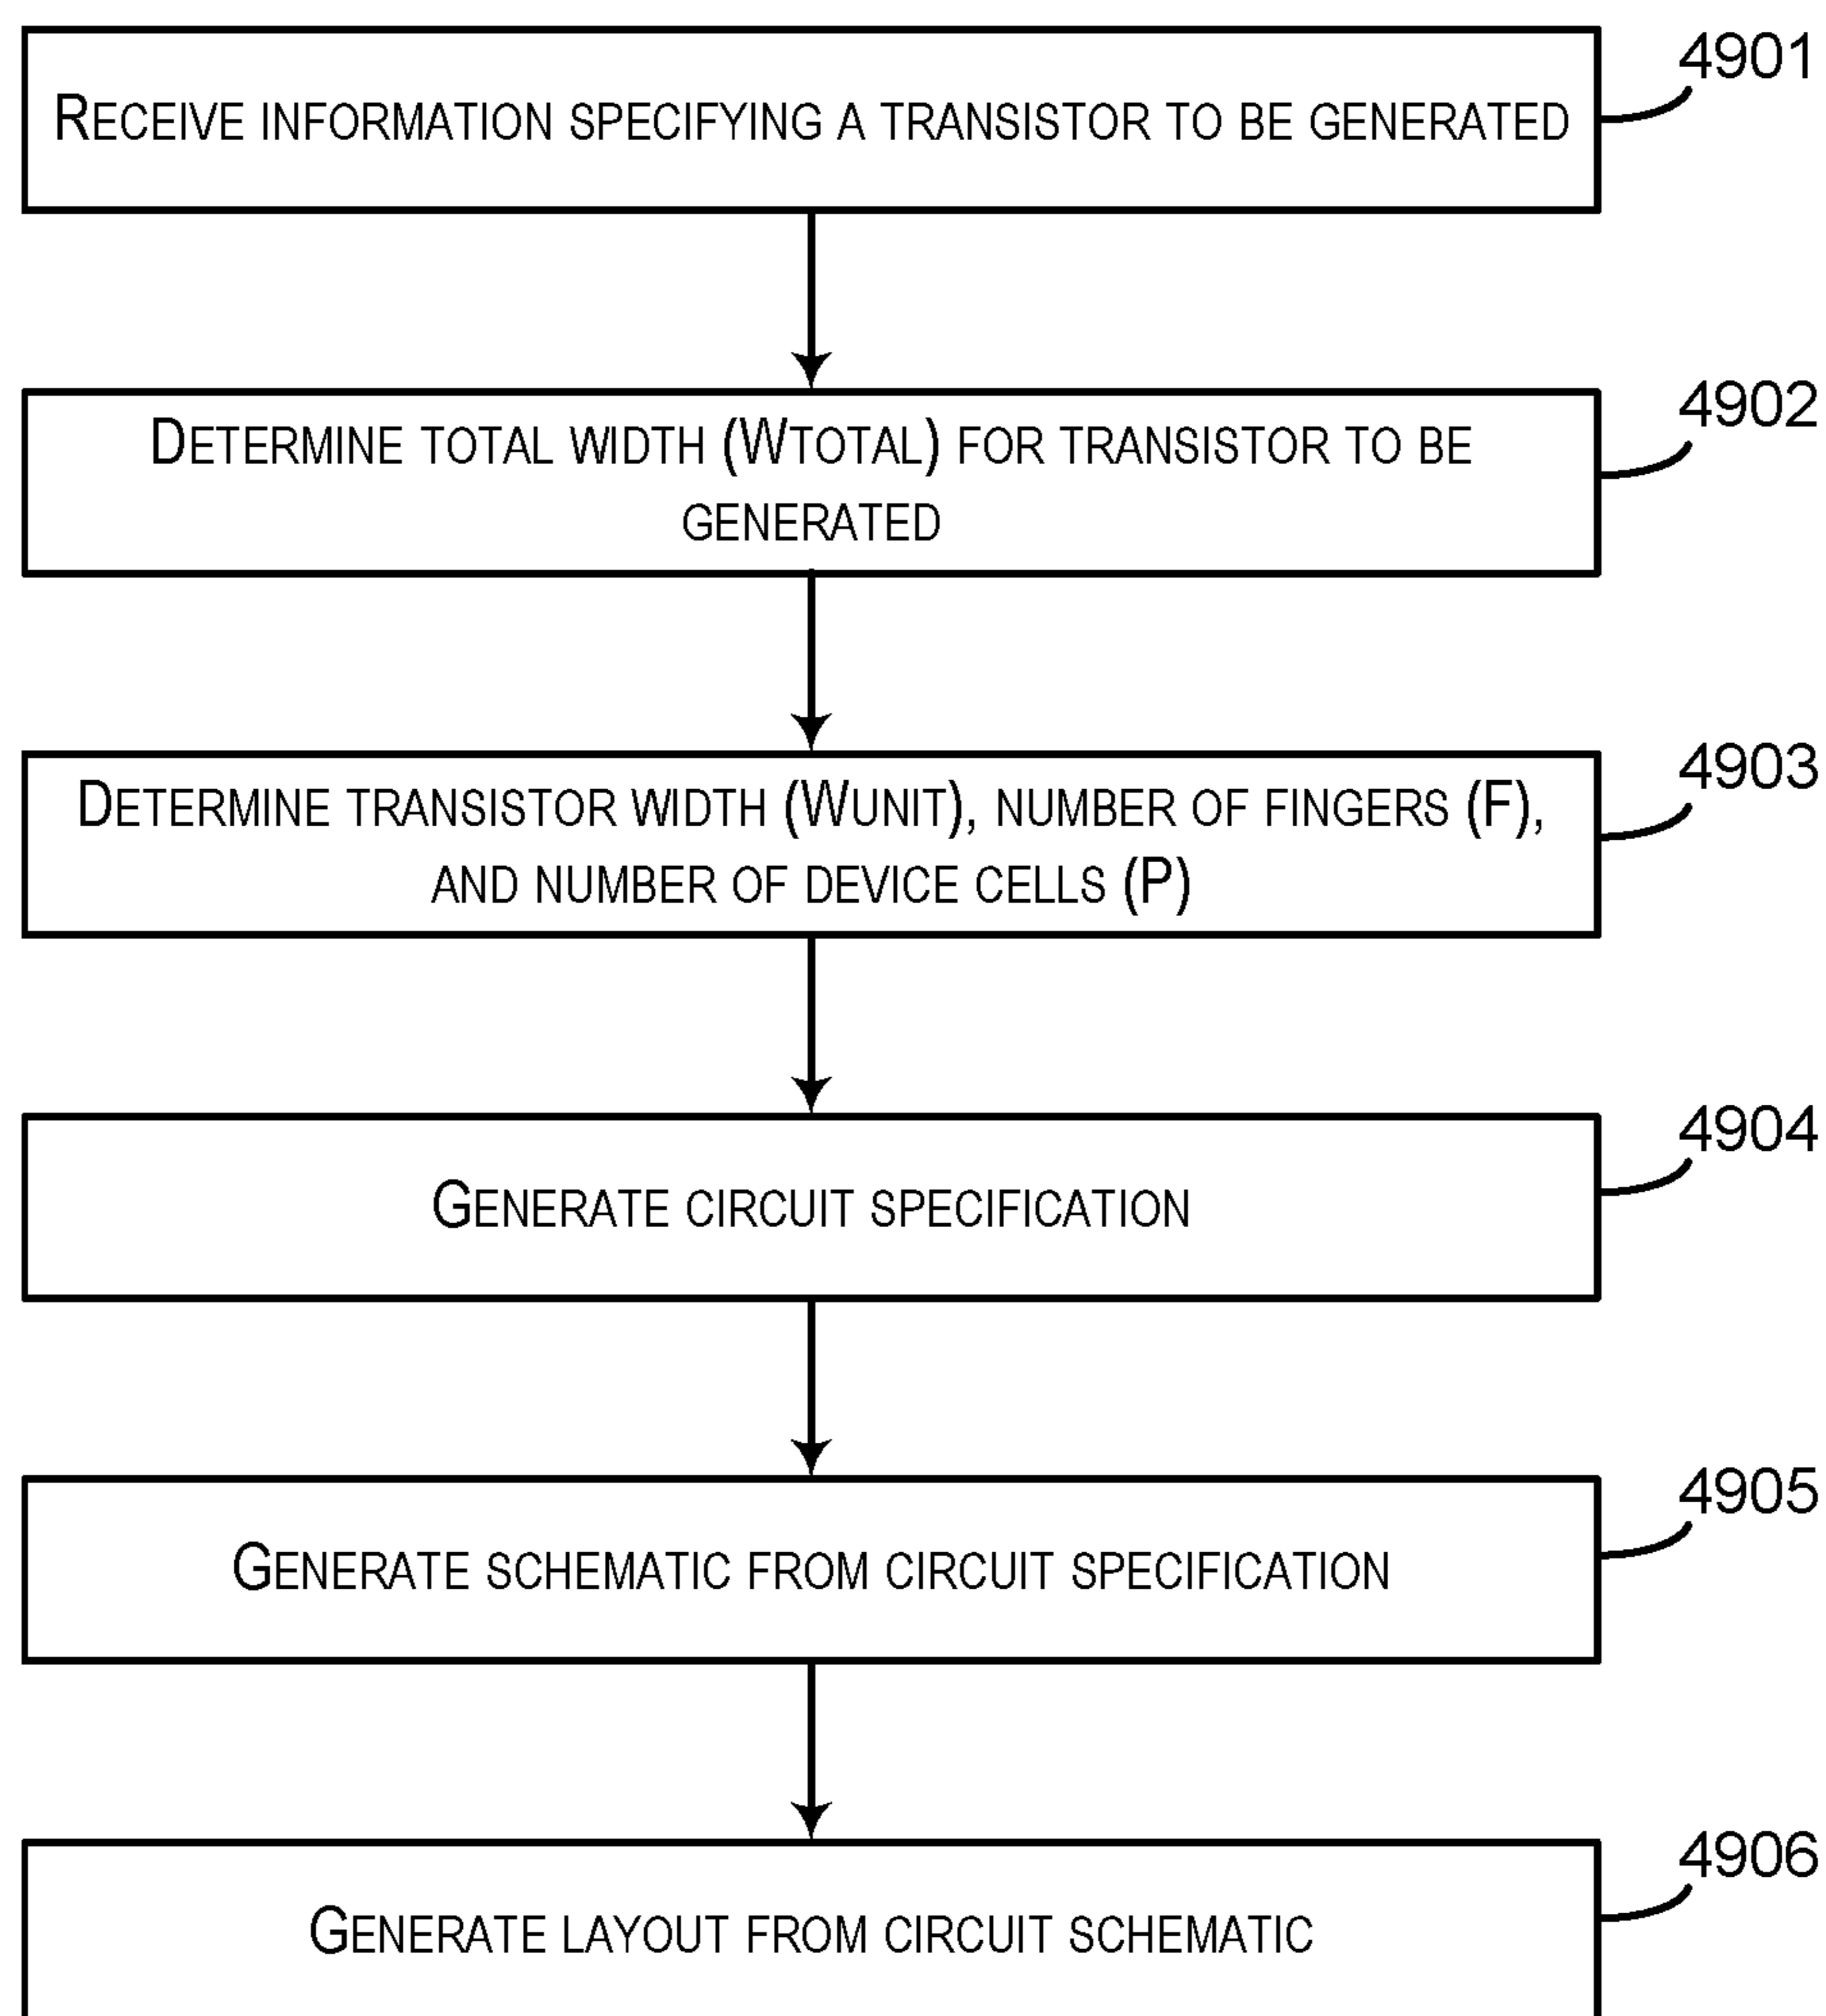 4901
RECEIVE INFORMATION SPECIFYING A TRANSISTOR TO BE GENERATED
4902
DETERMINE TOTAL WIDTH (WTOTAL) FOR TRANSISTOR TO BE
GENERATED
4903
DETERMINE TRANSISTOR WIDTH (WUNIT), NUMBER OF FINGERS (F),
AND NUMBER OF DEVICE CELLS (P)
4904
GENERATE CIRCUIT SPECIFICATION
4905
GENERATE SCHEMATIC FROM CIRCUIT SPECIFICATION
4906
GENERATE LAYOUT FROM CIRCUIT SCHEMATIC